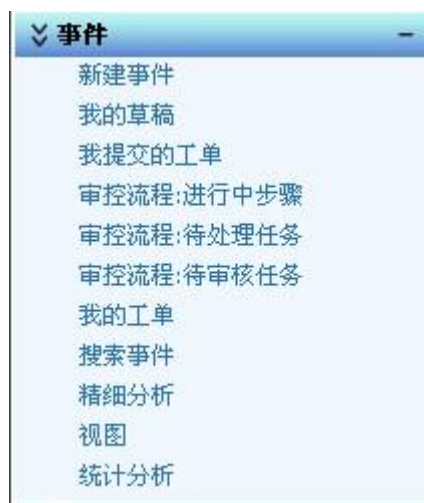 事件
新建事件
我的草稿
我提交的工单
审控流程:进行中步骤
审控流程:待处理任务
审控流程:待审核任务
我的工单
搜索事件
精细分析
视图
统计分析